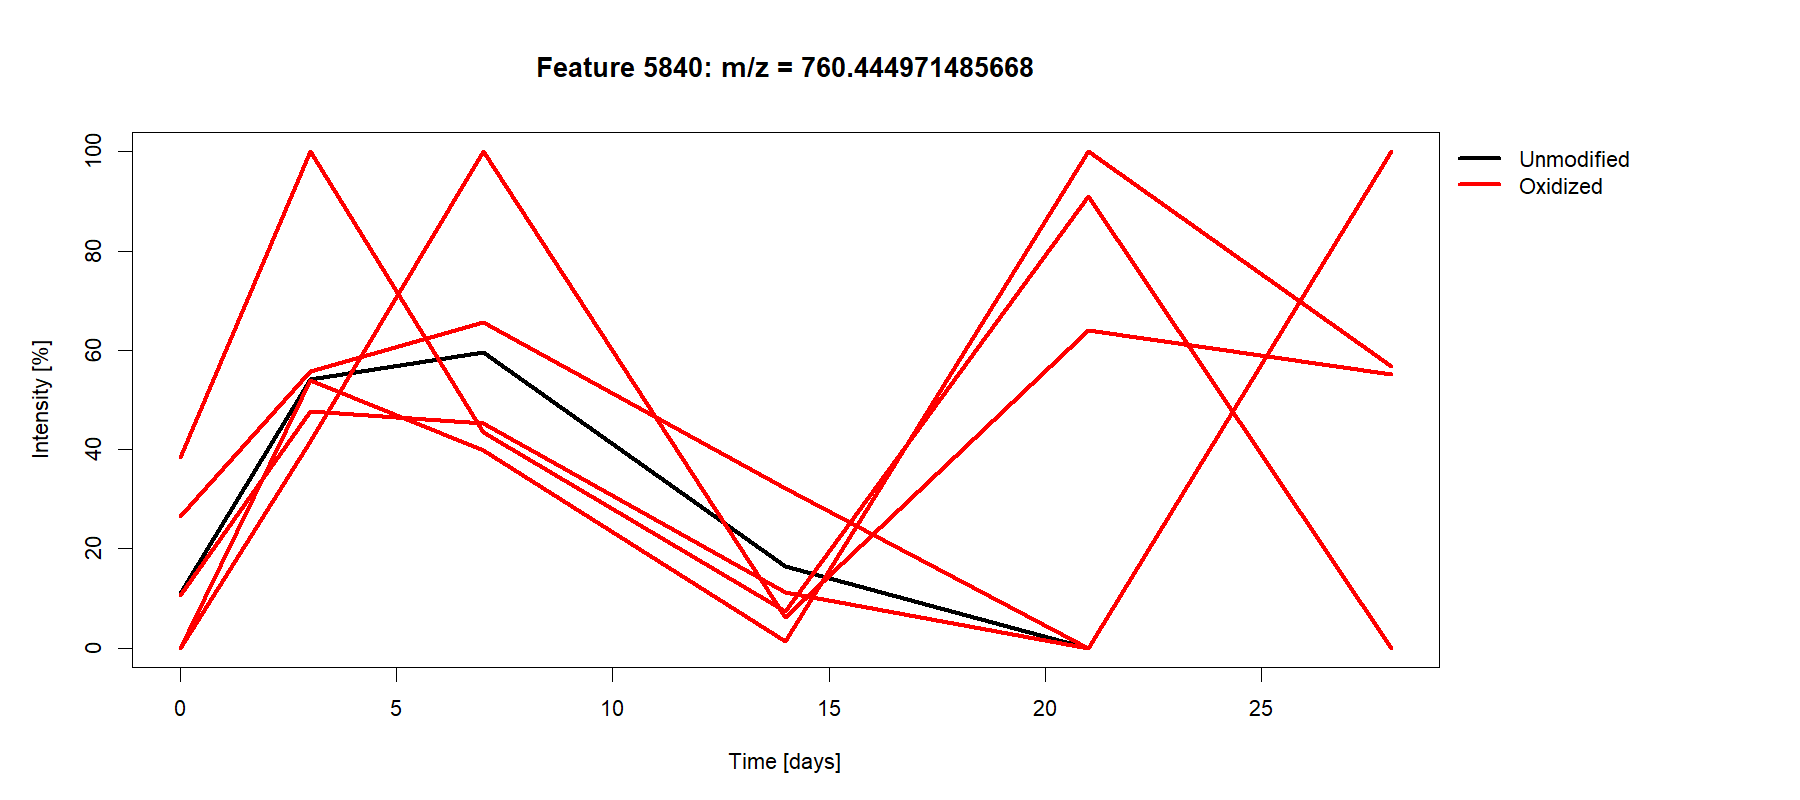 Feature 5840: m/z = 760.444971485668
Unmodified
Oxidized
100
80
60
40
20
0
Intensity [%]
0 5 10 15 20 25
Time [days]